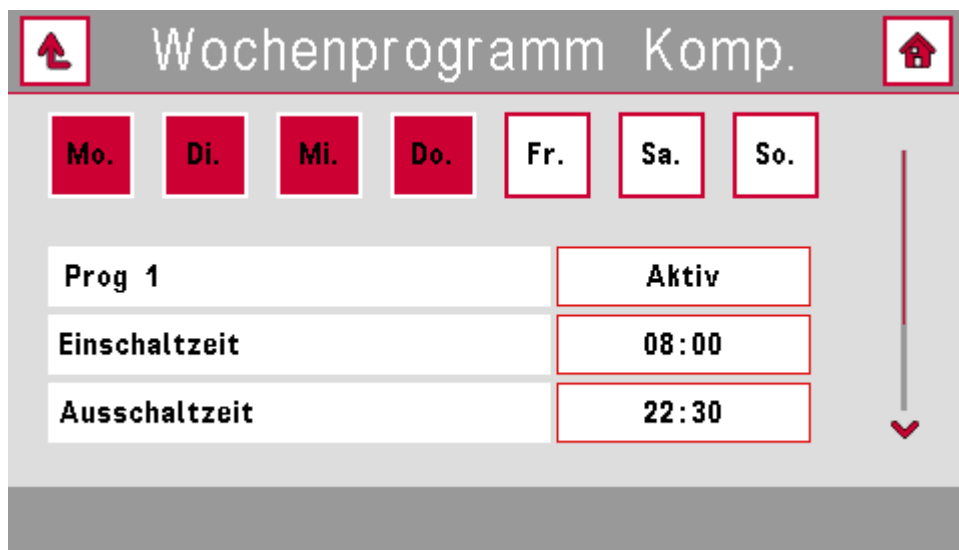 Wochenprogramm Komp.
Mo. Di. Mi. Do. Fr. Sa. So.
Prog 1 Aktiv
Einschaltzeit 08:00
Ausschaltzeit 22:30